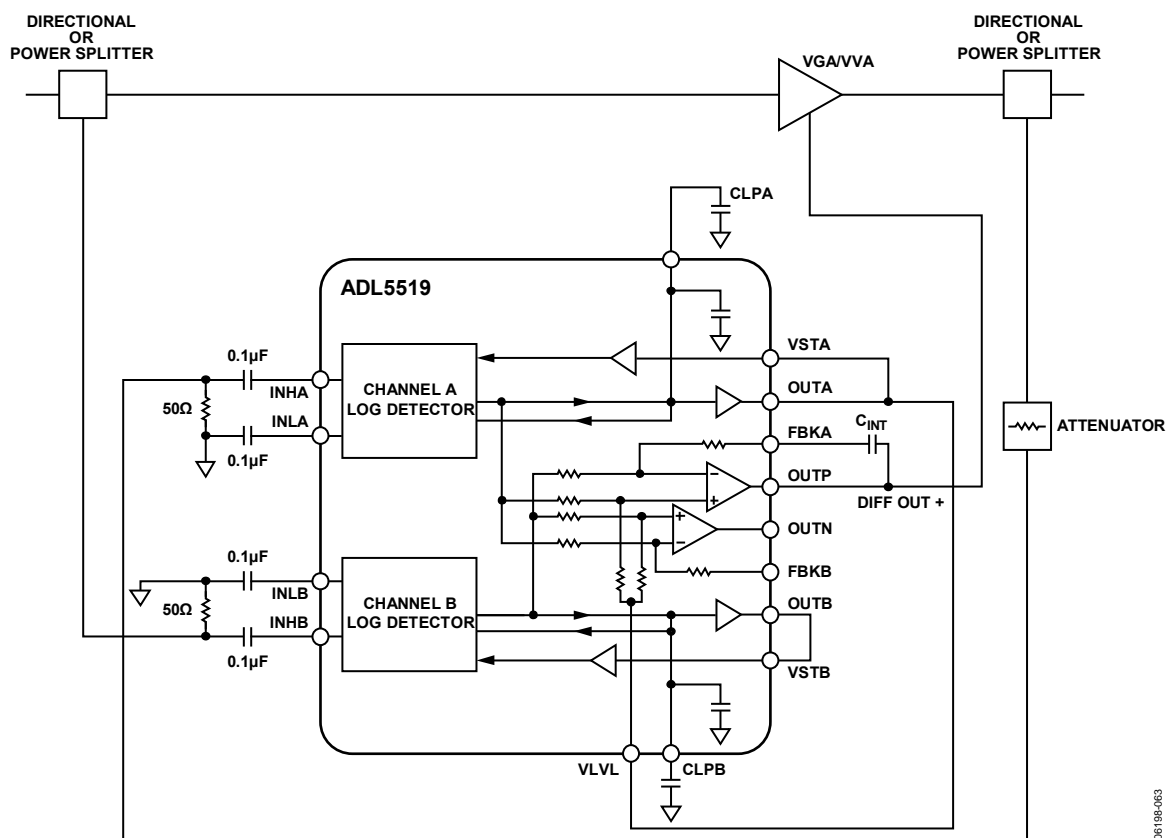 DIRECTIONAL
OR
POWER SPLITTER
DIRECTIONAL
OR
POWER SPLITTER
VGA/VVA
CLPA
ADL5519
0.1µF
INHA
50Ω
INLA
0.1µF
CHANNEL A
LOG DETECTOR
VSTA
OUTA
CINT
FBKA
OUTP
DIFF OUT +
OUTN
FBKB
OUTB
VSTB
ATTENUATOR
0.1µF
INLB
50Ω
INHB
0.1µF
CHANNEL B
LOG DETECTOR
VLVL
CLPB
06198-063